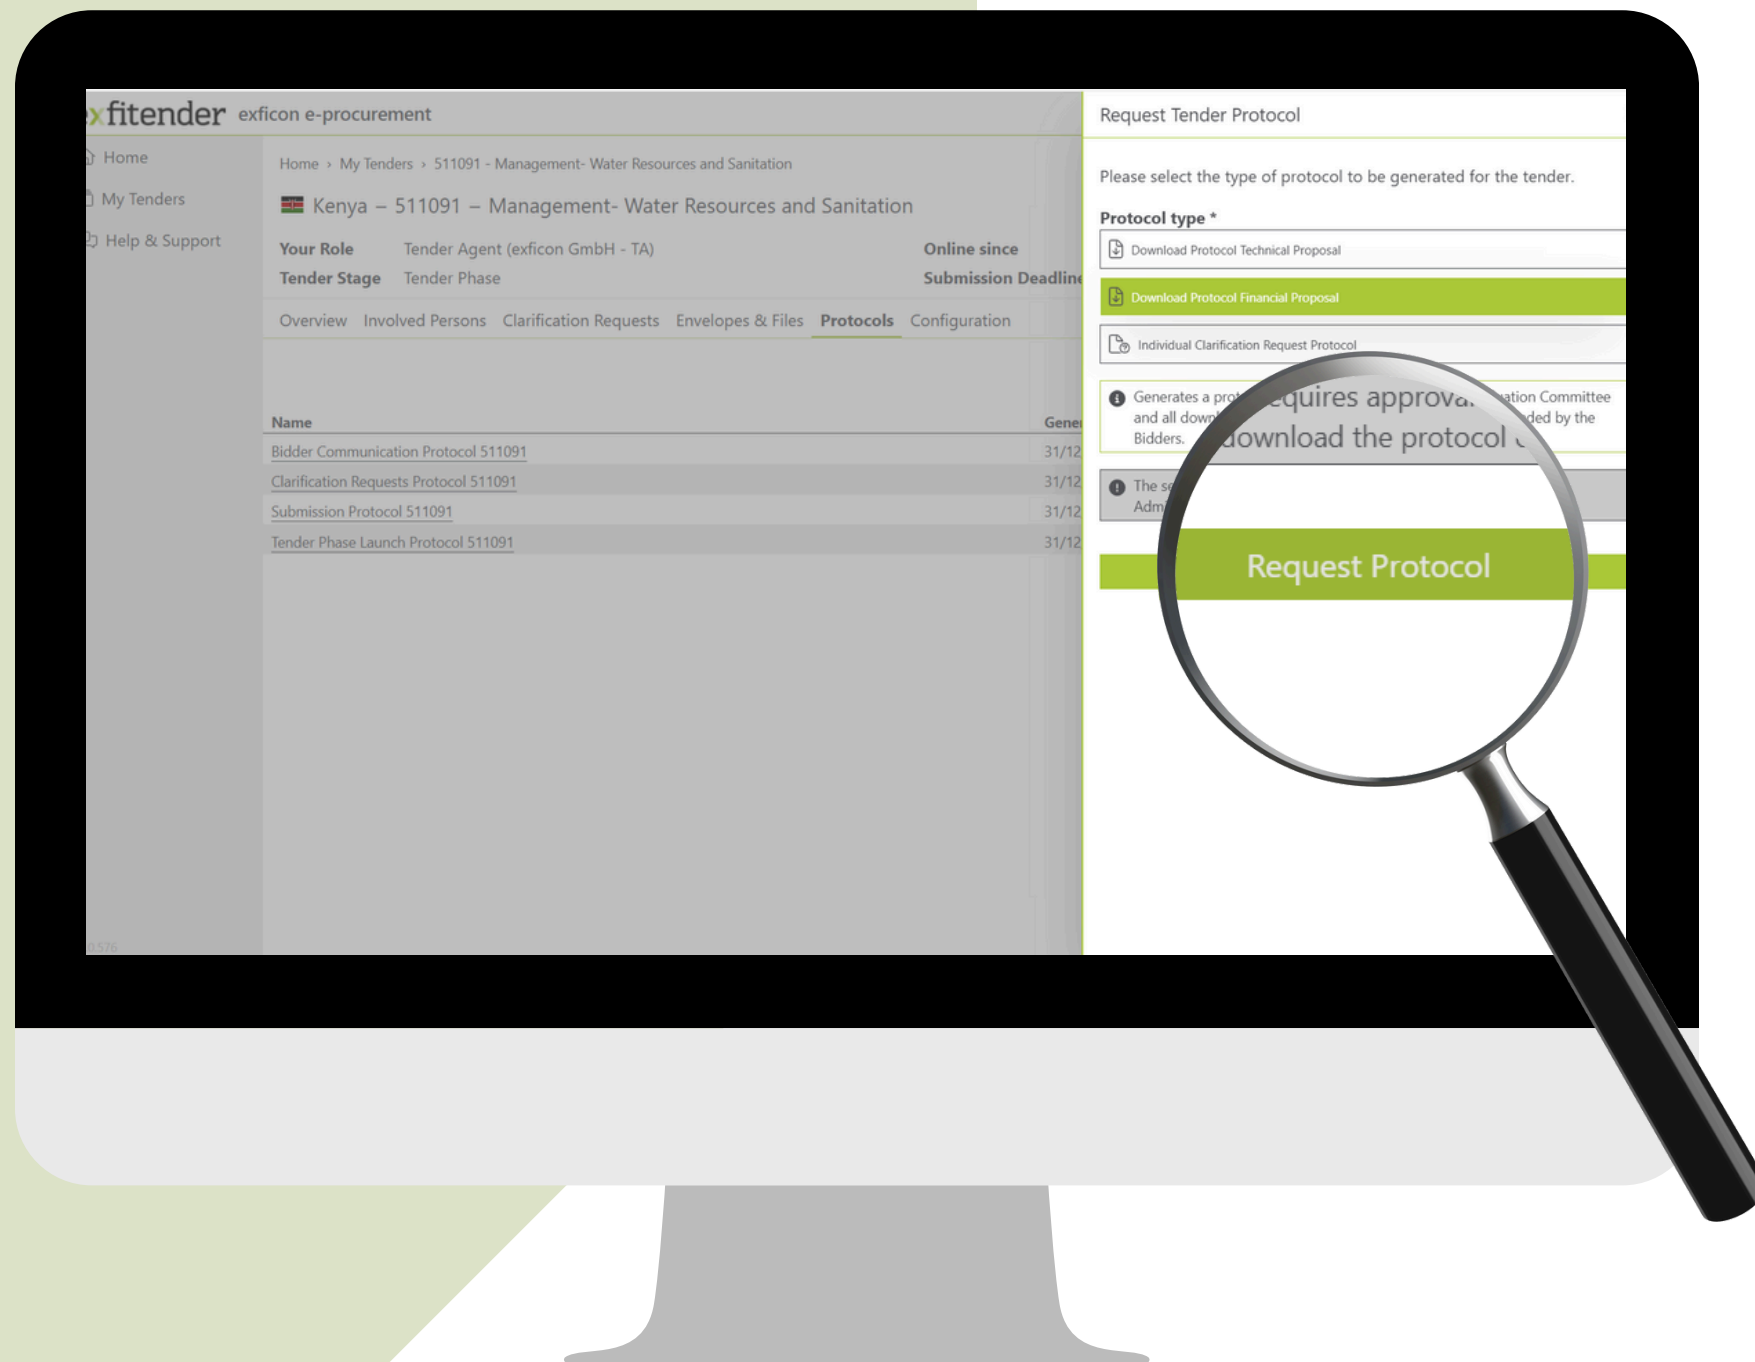 exfitender exficon e-procurement
Home
My Tenders
Help & Support
Home › My Tenders › 511091 - Management- Water Resources and Sanitation
Kenya – 511091 – Management- Water Resources and Sanitation
Your Role Tender Agent (exficon GmbH - TA) Online since
Tender Stage Tender Phase Submission Deadline
Overview Involved Persons Clarification Requests Envelopes & Files Protocols Configuration
Name
Bidder Communication Protocol 511091 31/12
Clarification Requests Protocol 511091 31/12
Submission Protocol 511091 31/12
Tender Phase Launch Protocol 511091 31/12
0.576
Request Tender Protocol
Please select the type of protocol to be generated for the tender.
Protocol type *
Download Protocol Technical Proposal
Download Protocol Financial Proposal
Individual Clarification Request Protocol
Generates a Committee
and all by the
Bidders.
The
approval
download the protocol
Request Protocol